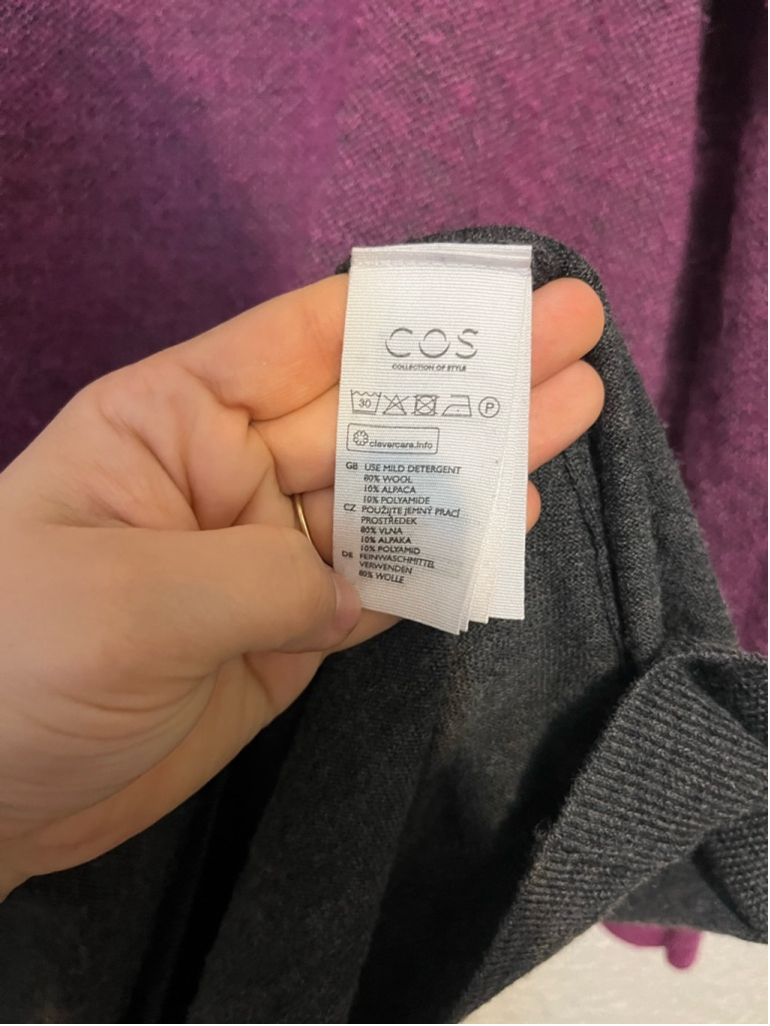 COS
COLLECTION OF STYLE
30 P
clevercare.info
GB USE MILD DETERGENT
80% WOOL
10% ALPACA
10% POLYAMIDE
CZ POUŽIJTE JEMNÝ PRACÍ
PROSTŘEDEK
80% VLNA
10% ALPAKA
10% POLYAMID
DE FEINWASCHMITTEL
VERWENDEN
80% WOLLE